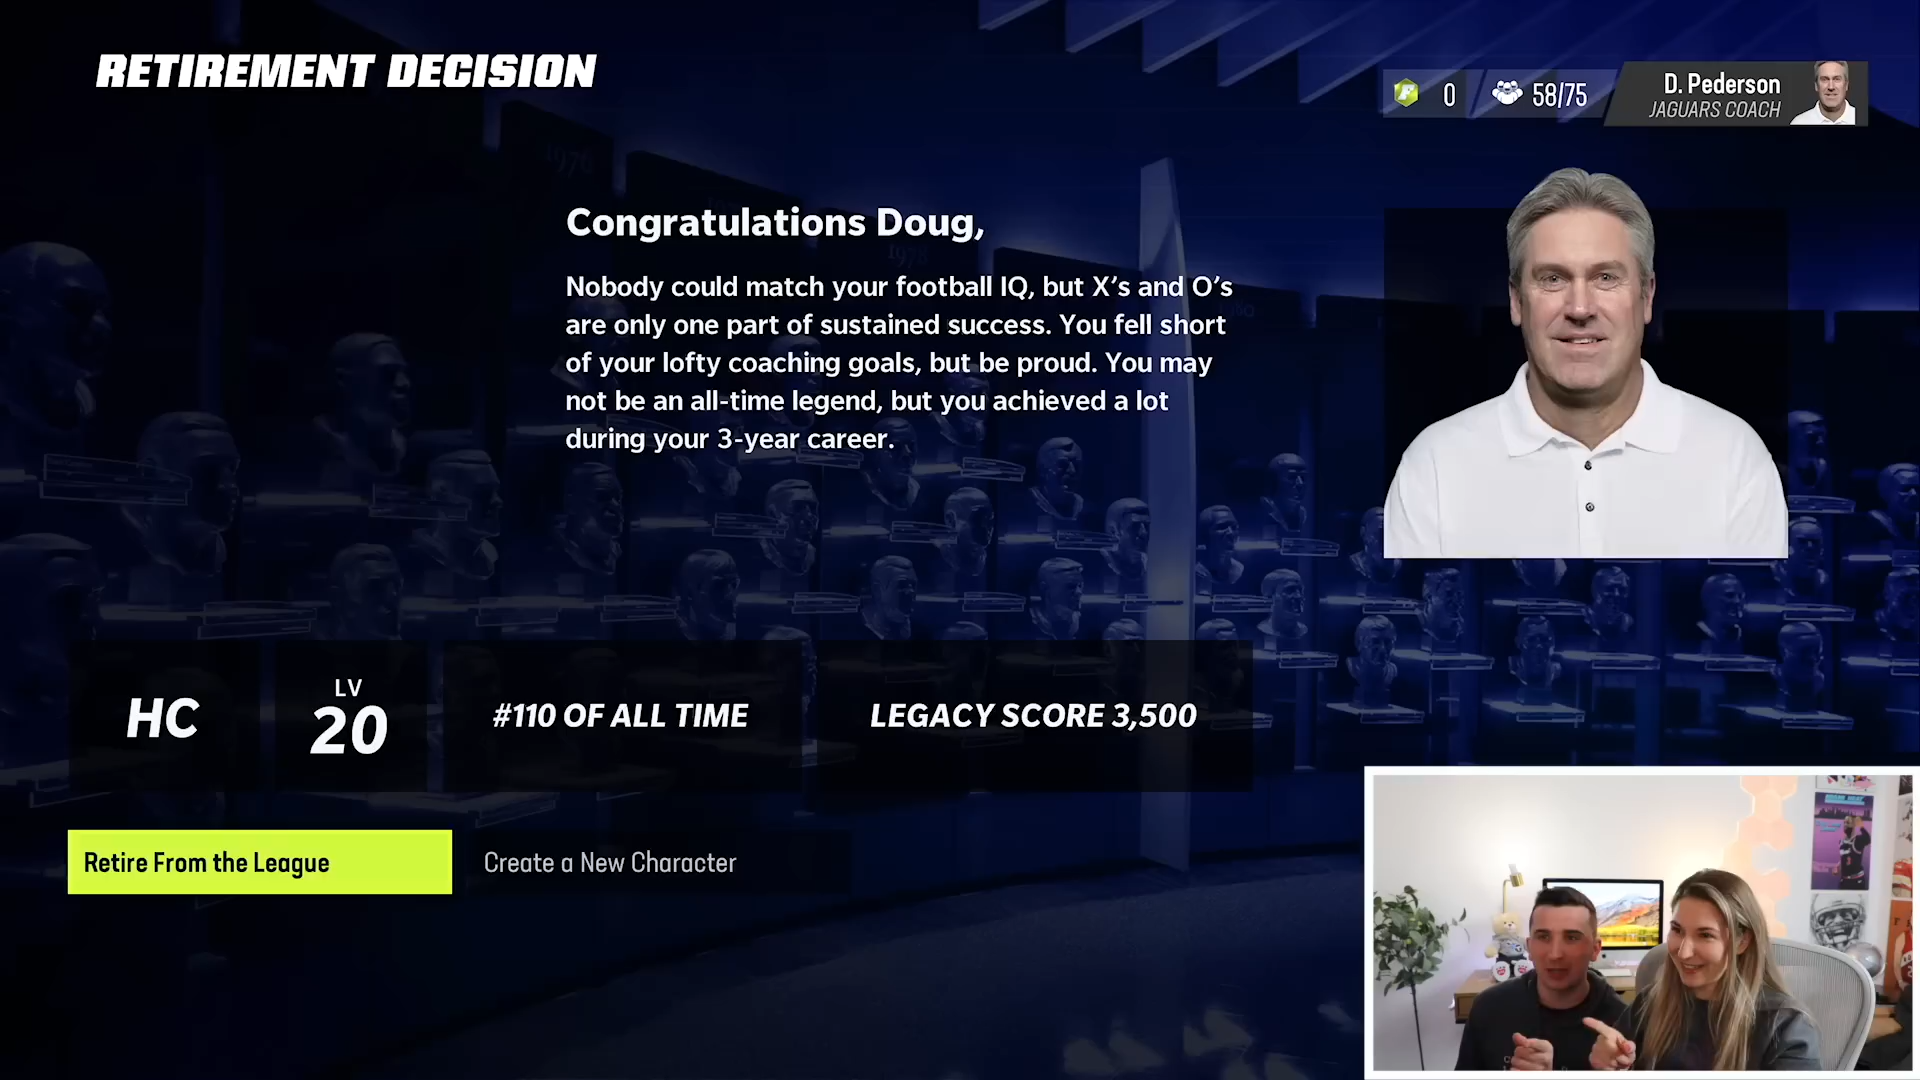 RETIREMENT DECISION
0
58/75
D. Pederson
JAGUARS COACH
Congratulations Doug,
Nobody could match your football IQ, but X's and O's
are only one part of sustained success. You fell short
of your lofty coaching goals, but be proud. You may
not be an all-time legend, but you achieved a lot
during your 3-year career.
HC
LV
20
#110 OF ALL TIME
LEGACY SCORE 3,500
Retire From the League
Create a New Character
1976
1978